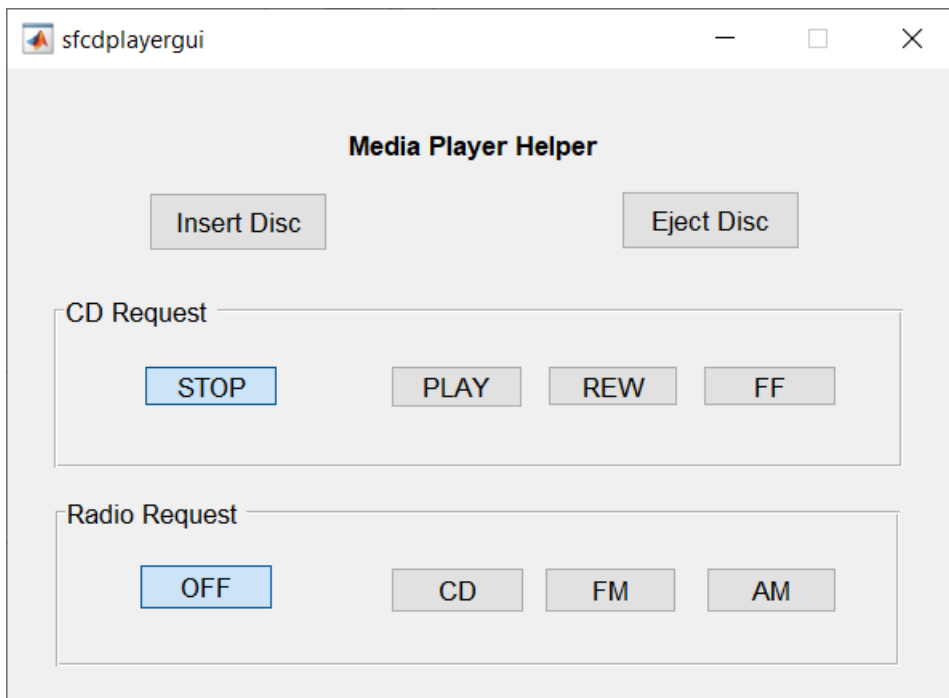 sfcdplayergui
Media Player Helper
Insert Disc Eject Disc
CD Request
STOP PLAY REW FF
Radio Request
OFF CD FM AM